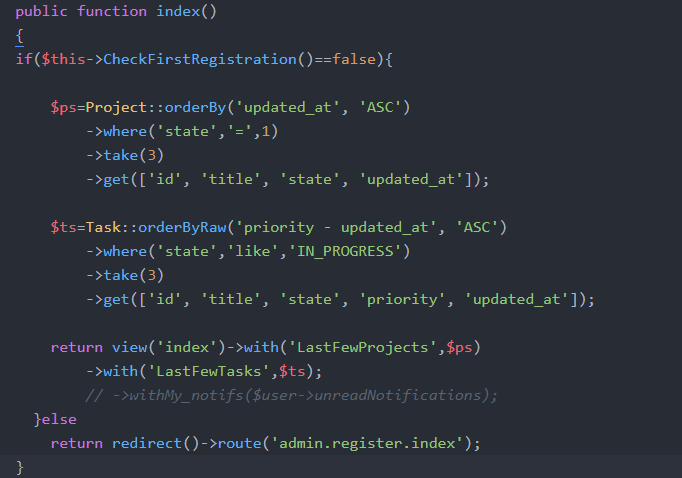 public function index()
{
if($this->CheckFirstRegistration()==false){
$ps=Project::orderBy('updated_at', 'ASC')
->where('state','=',1)
->take(3)
->get(['id', 'title', 'state', 'updated_at']);
$ts=Task::orderByRaw('priority - updated_at', 'ASC')
->where('state','like','IN_PROGRESS')
->take(3)
->get(['id', 'title', 'state', 'priority', 'updated_at']);
return view('index')->with('LastFewProjects',$ps)
->with('LastFewTasks',$ts);
// ->withMy_notifs($user->unreadNotifications);
}else
return redirect()->route('admin.register.index');
}